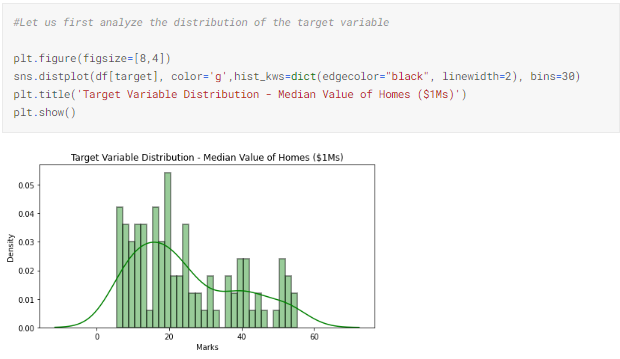 #Let us first analyze the distribution of the target variable
plt.figure(figsize=[8,4])
sns.distplot(df[target], color='g',hist_kws=dict(edgecolor="black", linewidth=2), bins=30)
plt.title('Target Variable Distribution - Median Value of Homes ($1Ms)')
plt.show()
Target Variable Distribution - Median Value of Homes ($1Ms)
0.05
0.04
0.03
0.02
0.01
0.00
Density
0 20 40 60
Marks